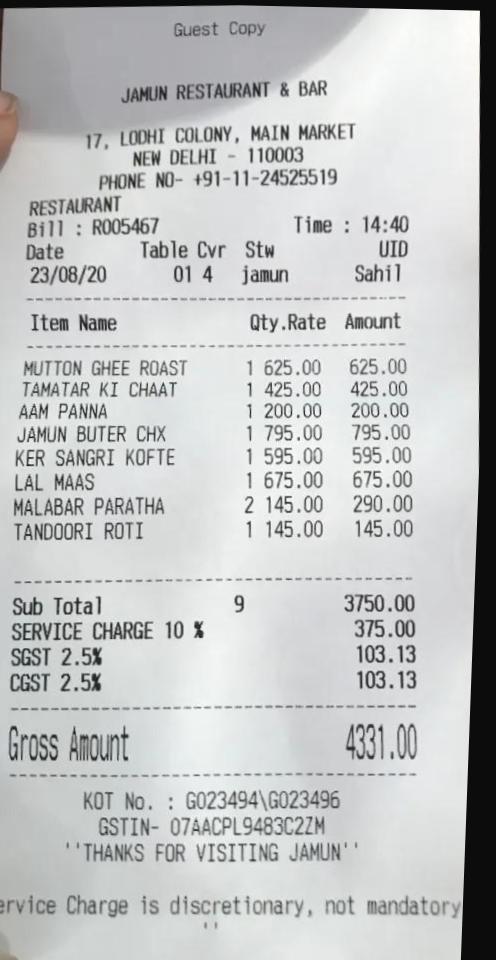 Guest Copy
JAMUN RESTAURANT & BAR
17, LODHI COLONY, MAIN MARKET
NEW DELHI - 110003
PHONE NO- +91-11-24525519
RESTAURANT
Bill : R005467 Time : 14:40
Date Table Cvr Stw UID
23/08/20 01 4 jamun Sahil
Item Name Qty.Rate Amount
MUTTON GHEE ROAST 1 625.00 625.00
TAMATAR KI CHAAT 1 425.00 425.00
AAM PANNA 1 200.00 200.00
JAMUN BUTER CHX 1 795.00 795.00
KER SANGRI KOFTE 1 595.00 595.00
LAL MAAS 1 675.00 675.00
MALABAR PARATHA 2 145.00 290.00
TANDOORI ROTI 1 145.00 145.00
Sub Total 9 3750.00
SERVICE CHARGE 10 % 375.00
SGST 2.5% 103.13
CGST 2.5% 103.13
Gross Amount 4331.00
KOT No. : G023494\G023496
GSTIN- 07AACPL9483C2ZM
''THANKS FOR VISITING JAMUN''
ervice Charge is discretionary, not mandatory
''